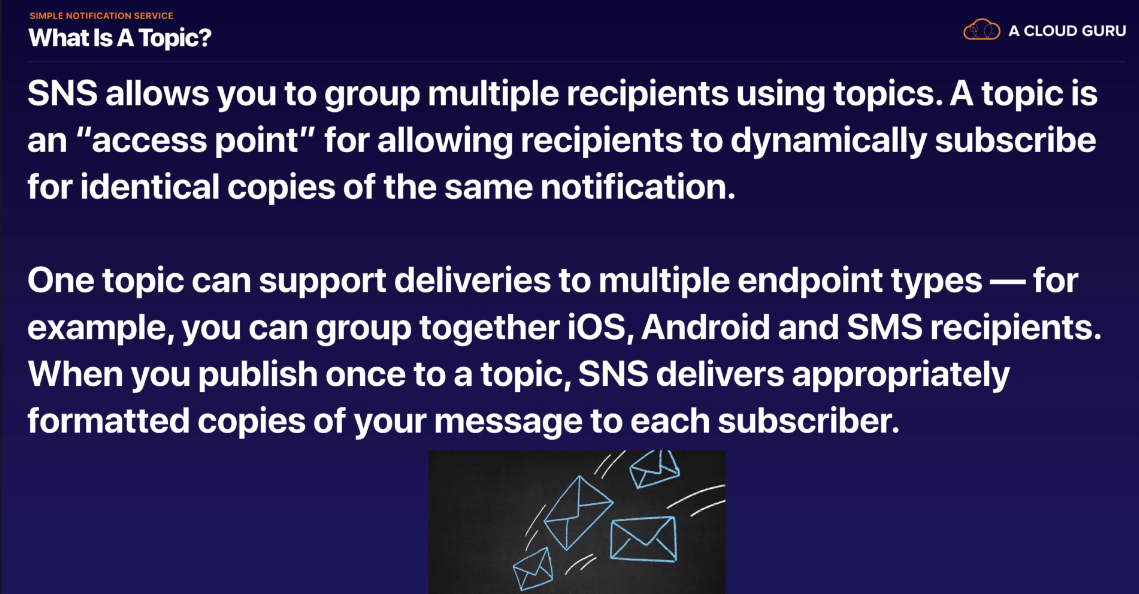 SIMPLE NOTIFICATION SERVICE
What Is A Topic?
A CLOUD GURU
SNS allows you to group multiple recipients using topics. A topic is
an “access point” for allowing recipients to dynamically subscribe
for identical copies of the same notification.
One topic can support deliveries to multiple endpoint types — for
example, you can group together iOS, Android and SMS recipients.
When you publish once to a topic, SNS delivers appropriately
formatted copies of your message to each subscriber.